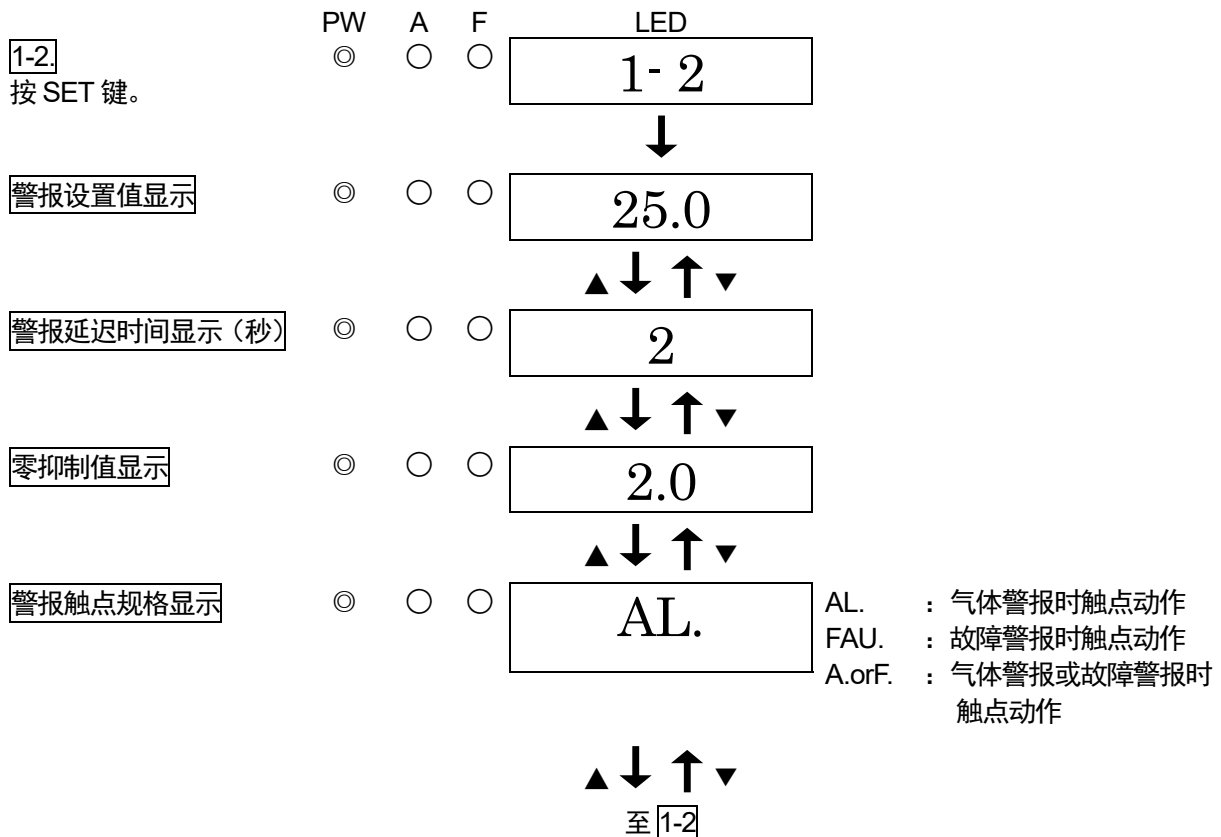 PW A F LED
1-2. ◎ ○ ○ 1- 2
按 SET 键。
↓
警报设置值显示 ◎ ○ ○ 25.0
▲ ↓ ↑ ▼
警报延迟时间显示（秒） ◎ ○ ○ 2
▲ ↓ ↑ ▼
零抑制值显示 ◎ ○ ○ 2.0
▲ ↓ ↑ ▼
警报触点规格显示 ◎ ○ ○ AL. AL. ：气体警报时触点动作
FAU. ：故障警报时触点动作
A.orF. ：气体警报或故障警报时
触点动作
▲ ↓ ↑ ▼
至 1-2